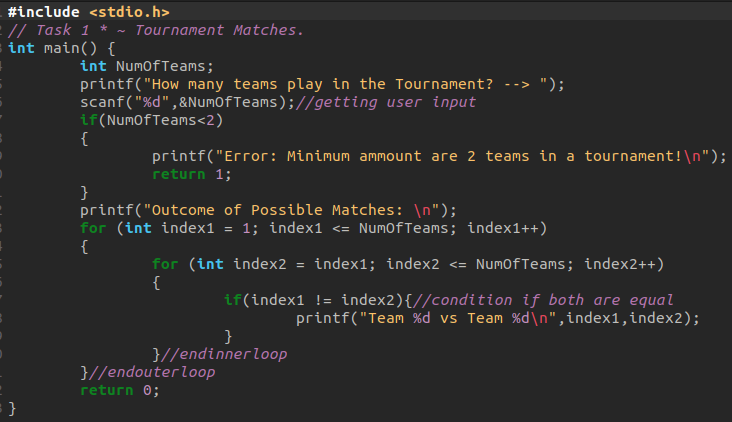 #include <stdio.h>
// Task 1 * ~ Tournament Matches.
int main() {
int NumOfTeams;
printf("How many teams play in the Tournament? --> ");
scanf("%d",&NumOfTeams);//getting user input
if(NumOfTeams<2)
{
printf("Error: Minimum ammount are 2 teams in a tournament!\n");
return 1;
}
printf("Outcome of Possible Matches: \n");
for (int index1 = 1; index1 <= NumOfTeams; index1++)
{
for (int index2 = index1; index2 <= NumOfTeams; index2++)
{
if(index1 != index2){//condition if both are equal
printf("Team %d vs Team %d\n",index1,index2);
}
}//endinnerloop
}//endouterloop
return 0;
}